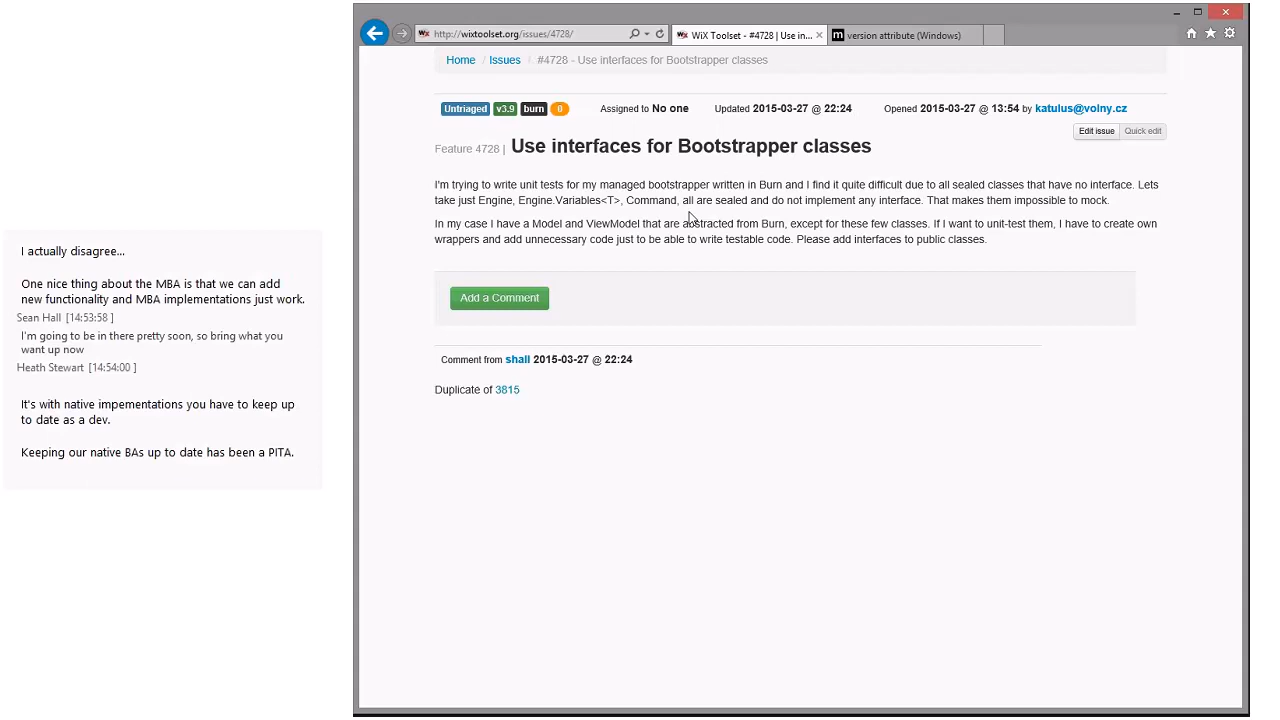 I actually disagree...
One nice thing about the MBA is that we can add
new functionality and MBA implementations just work.
Sean Hall [14:53:58 ]
I'm going to be in there pretty soon, so bring what you
want up now
Heath Stewart [14:54:00 ]
It's with native impementations you have to keep up
to date as a dev.
Keeping our native BAs up to date has been a PITA.
http://wixtoolset.org/issues/4728/
WiX Toolset - #4728 | Use in...
version attribute (Windows)
Home / Issues / #4728 - Use interfaces for Bootstrapper classes
Untriaged v3.9 burn 0 Assigned to No one Updated 2015-03-27 @ 22:24 Opened 2015-03-27 @ 13:54 by katulus@volny.cz
Edit issue Quick edit
Feature 4728 | Use interfaces for Bootstrapper classes
I'm trying to write unit tests for my managed bootstrapper written in Burn and I find it quite difficult due to all sealed classes that have no interface. Lets
take just Engine, Engine.Variables<T>, Command, all are sealed and do not implement any interface. That makes them impossible to mock.
In my case I have a Model and ViewModel that are abstracted from Burn, except for these few classes. If I want to unit-test them, I have to create own
wrappers and add unnecessary code just to be able to write testable code. Please add interfaces to public classes.
Add a Comment
Comment from shall 2015-03-27 @ 22:24
Duplicate of 3815